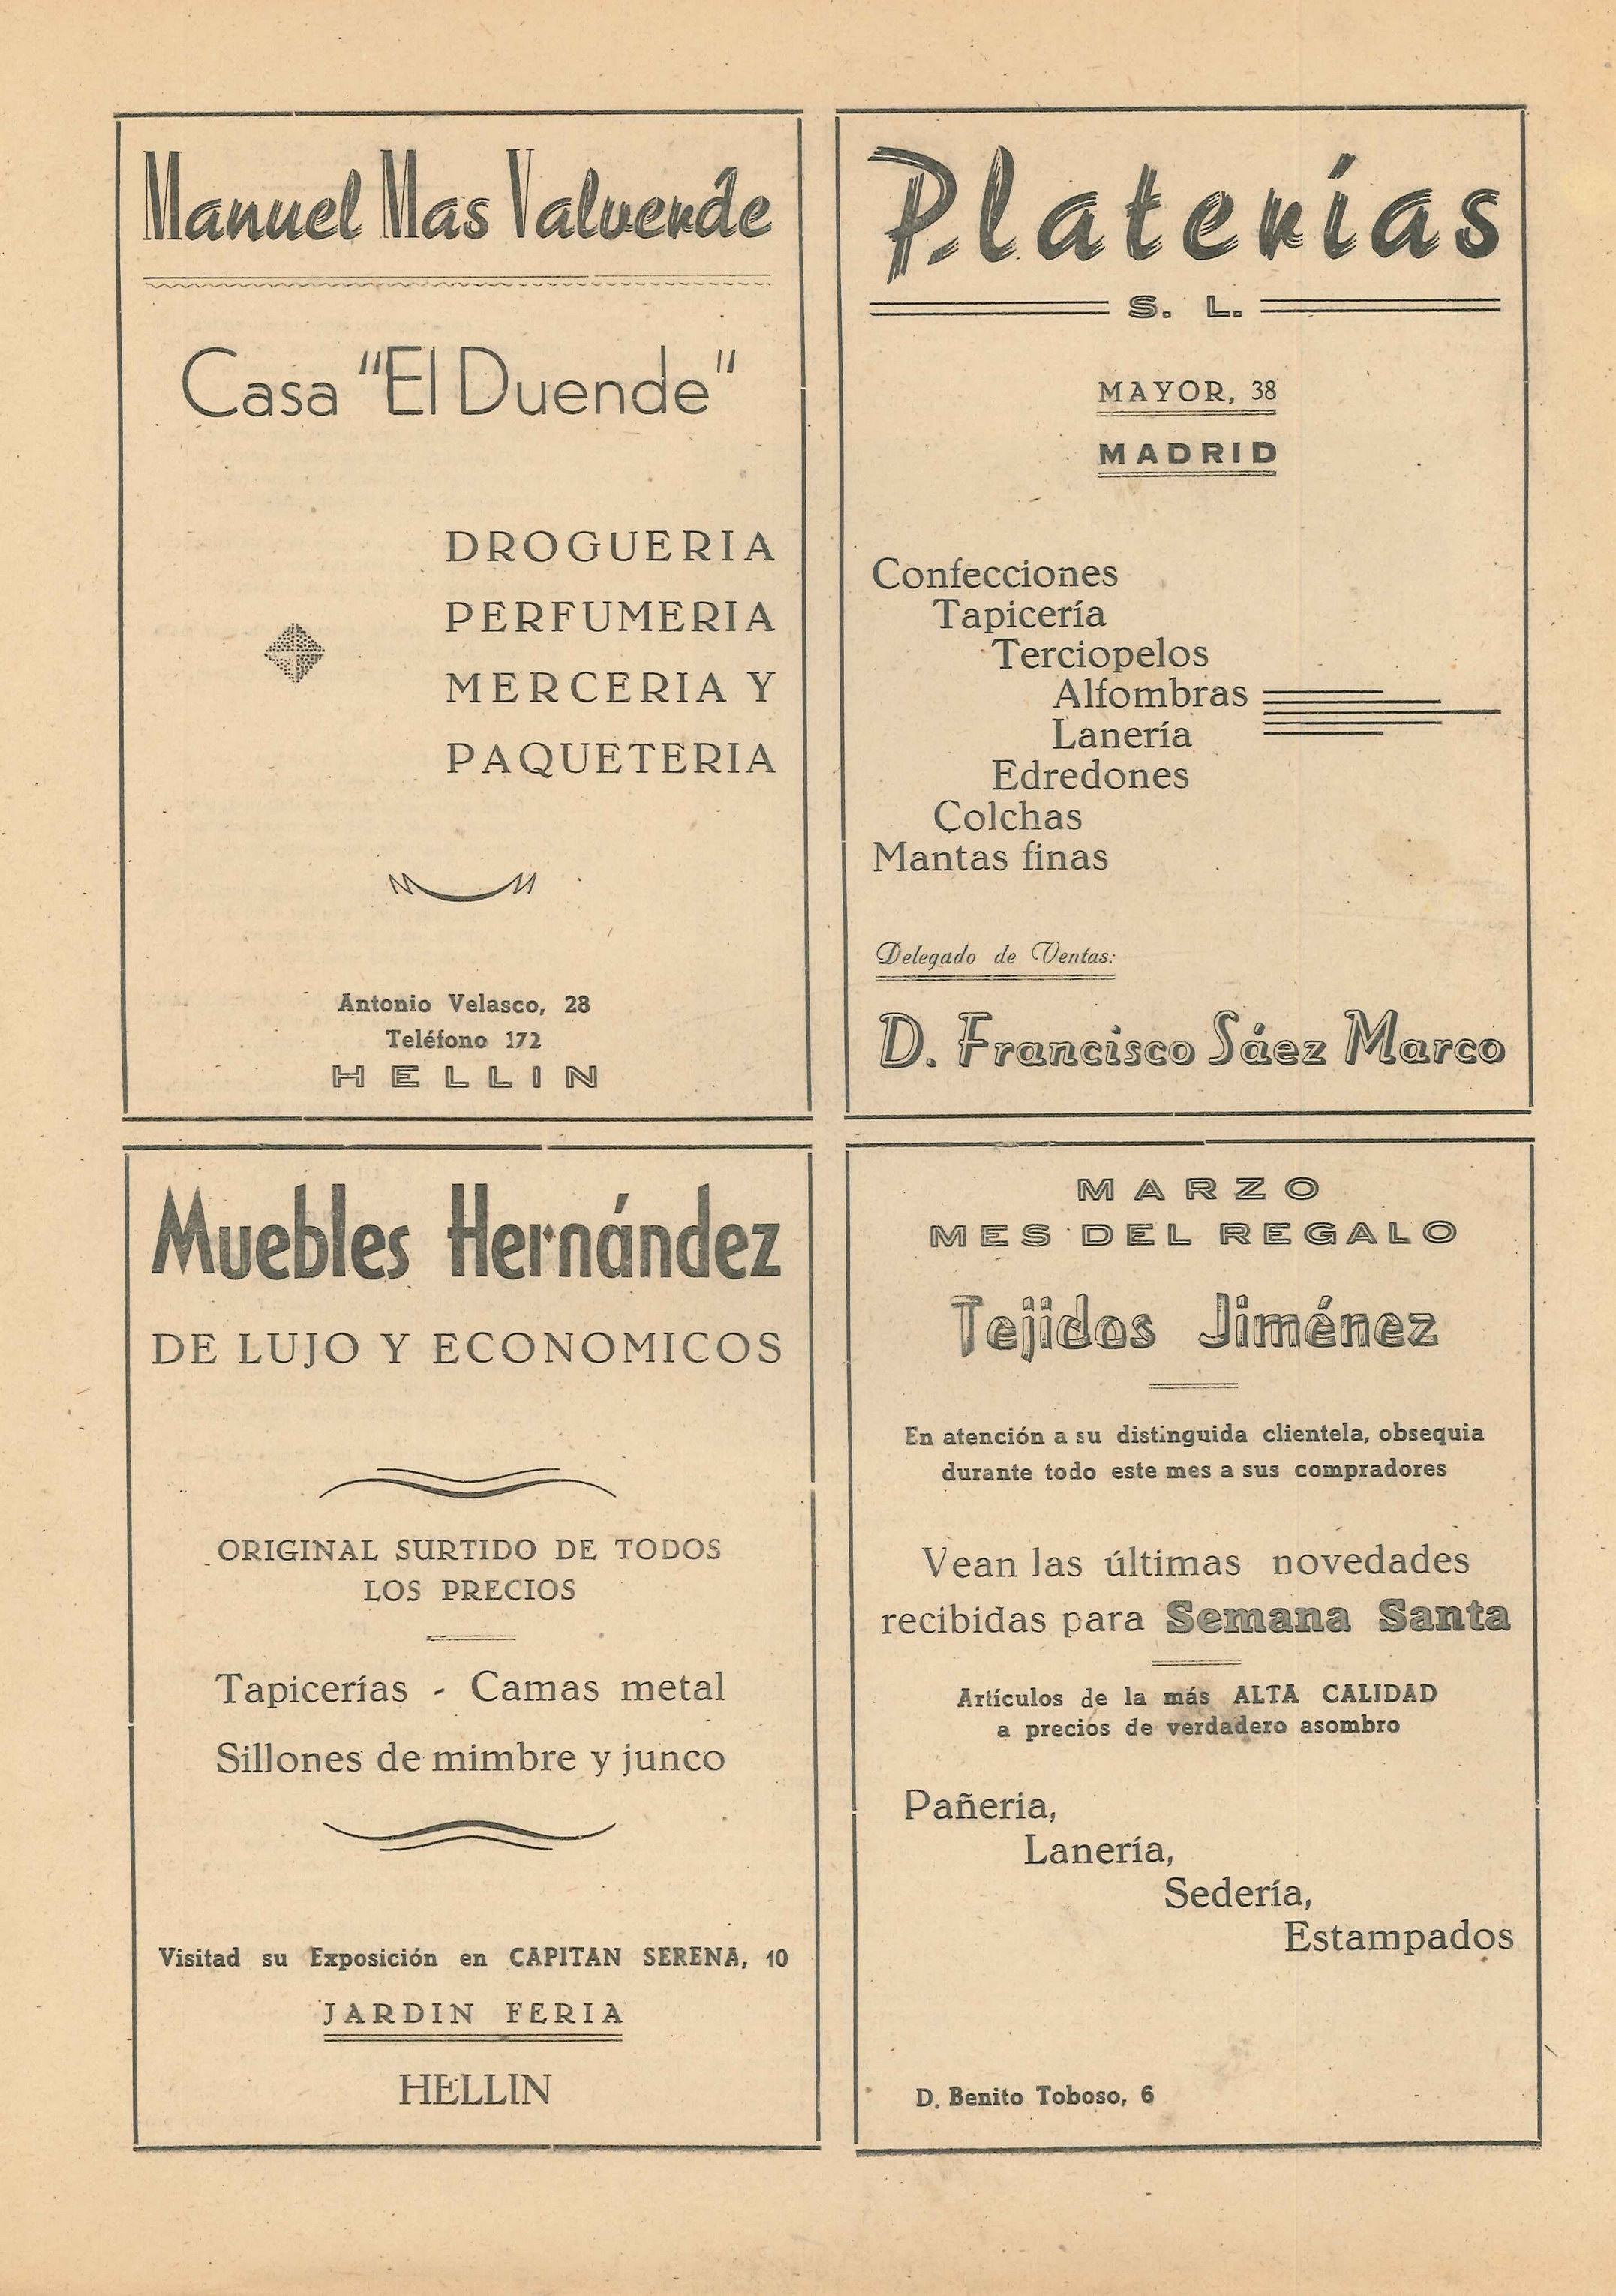 Manuel Mas Valverde
Casa "El Duende"
DROGUERIA
PERFUMERIA
MERCERIA Y
PAQUETERIA
Antonio Velasco, 28
Teléfono 172
HELLIN
Platerías
S. L.
MAYOR, 38
MADRID
Confecciones
Tapicería
Terciopelos
Alfombras
Lanería
Edredones
Colchas
Mantas finas
Delegado de Ventas:
D. Francisco Sáez Marco
Muebles Hernández
DE LUJO Y ECONOMICOS
ORIGINAL SURTIDO DE TODOS
LOS PRECIOS
Tapicerías - Camas metal
Sillones de mimbre y junco
Visitad su Exposición en CAPITAN SERENA, 10
JARDIN FERIA
HELLIN
MARZO
MES DEL REGALO
Tejidos Jiménez
En atención a su distinguida clientela, obsequia
durante todo este mes a sus compradores
Vean las últimas novedades
recibidas para Semana Santa
Artículos de la más ALTA CALIDAD
a precios de verdadero asombro
Pañeria,
Lanería,
Sedería,
Estampados
D. Benito Toboso, 6